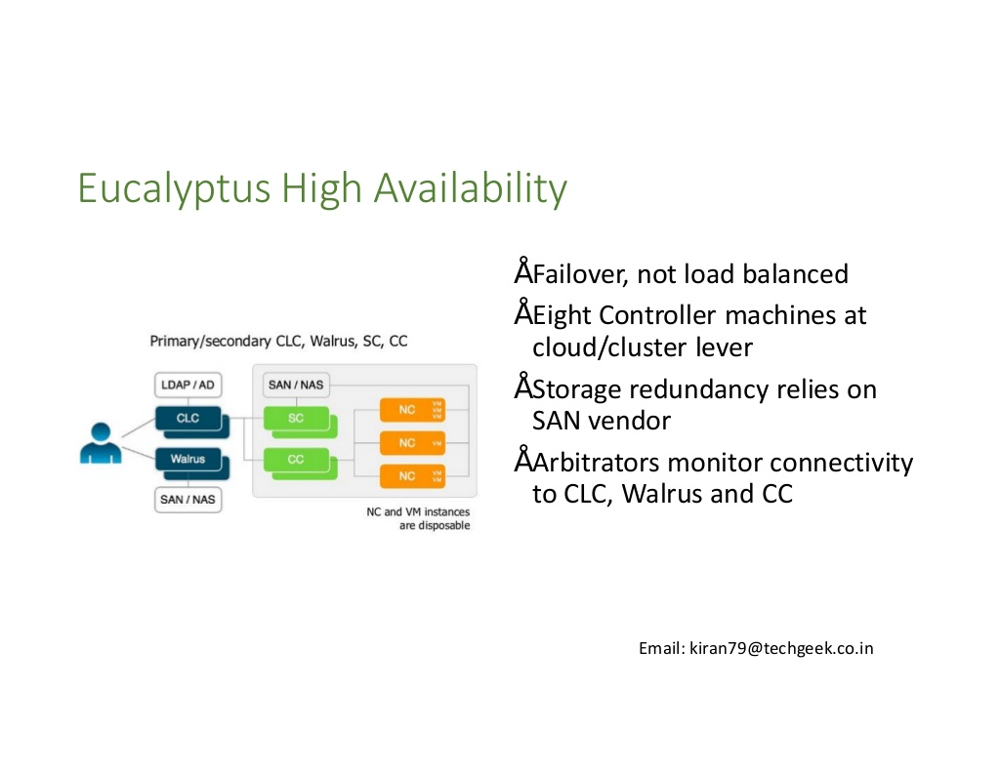 Eucalyptus High Availability
ÅFailover, not load balanced
ÅEight Controller machines at
cloud/cluster lever
ÅStorage redundancy relies on
SAN vendor
ÅArbitrators monitor connectivity
to CLC, Walrus and CC
Primary/secondary CLC, Walrus, SC, CC
LDAP / AD
SAN / NAS
CLC
SC
NC
VM
VM
VM
NC
VM
Walrus
CC
NC
VM
VM
SAN / NAS
NC and VM instances
are disposable
Email: kiran79@techgeek.co.in